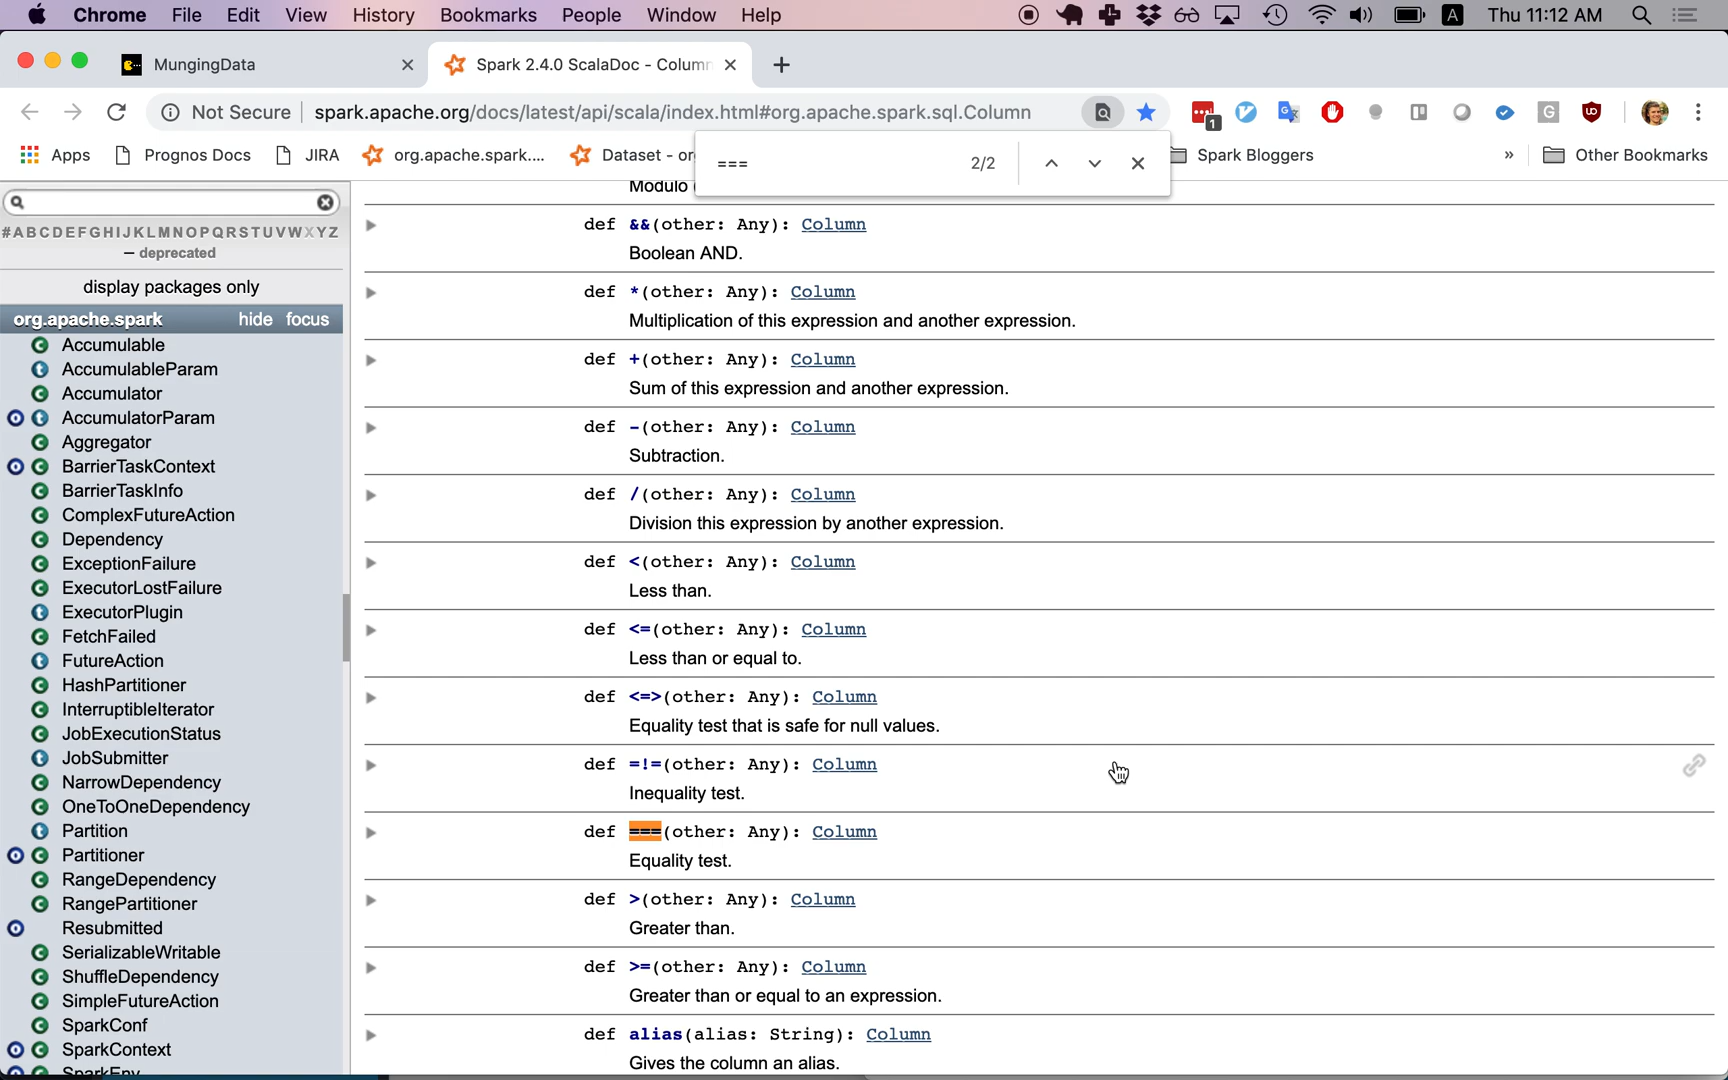 Chrome File Edit View History Bookmarks People Window Help A Thu 11:12 AM
MungingData Spark 2.4.0 ScalaDoc - Colum
Not Secure spark.apache.org/docs/latest/api/scala/index.html#org.apache.spark.sql.Column 1 G
Apps Prognos Docs JIRA org.apache.spark.... Dataset - or Spark Bloggers » Other Bookmarks
=== 2/2
#ABCDEFGHIJKLMNOPQRSTUVWXYZ
– deprecated
display packages only
org.apache.spark hide focus
Accumulable
AccumulableParam
Accumulator
AccumulatorParam
Aggregator
BarrierTaskContext
BarrierTaskInfo
ComplexFutureAction
Dependency
ExceptionFailure
ExecutorLostFailure
ExecutorPlugin
FetchFailed
FutureAction
HashPartitioner
InterruptibleIterator
JobExecutionStatus
JobSubmitter
NarrowDependency
OneToOneDependency
Partition
Partitioner
RangeDependency
RangePartitioner
Resubmitted
SerializableWritable
ShuffleDependency
SimpleFutureAction
SparkConf
SparkContext
SparkEnv
Modulo
def &&(other: Any): Column
Boolean AND.
def *(other: Any): Column
Multiplication of this expression and another expression.
def +(other: Any): Column
Sum of this expression and another expression.
def -(other: Any): Column
Subtraction.
def /(other: Any): Column
Division this expression by another expression.
def <(other: Any): Column
Less than.
def <=(other: Any): Column
Less than or equal to.
def <=>(other: Any): Column
Equality test that is safe for null values.
def =!=(other: Any): Column
Inequality test.
def ===(other: Any): Column
Equality test.
def >(other: Any): Column
Greater than.
def >=(other: Any): Column
Greater than or equal to an expression.
def alias(alias: String): Column
Gives the column an alias.